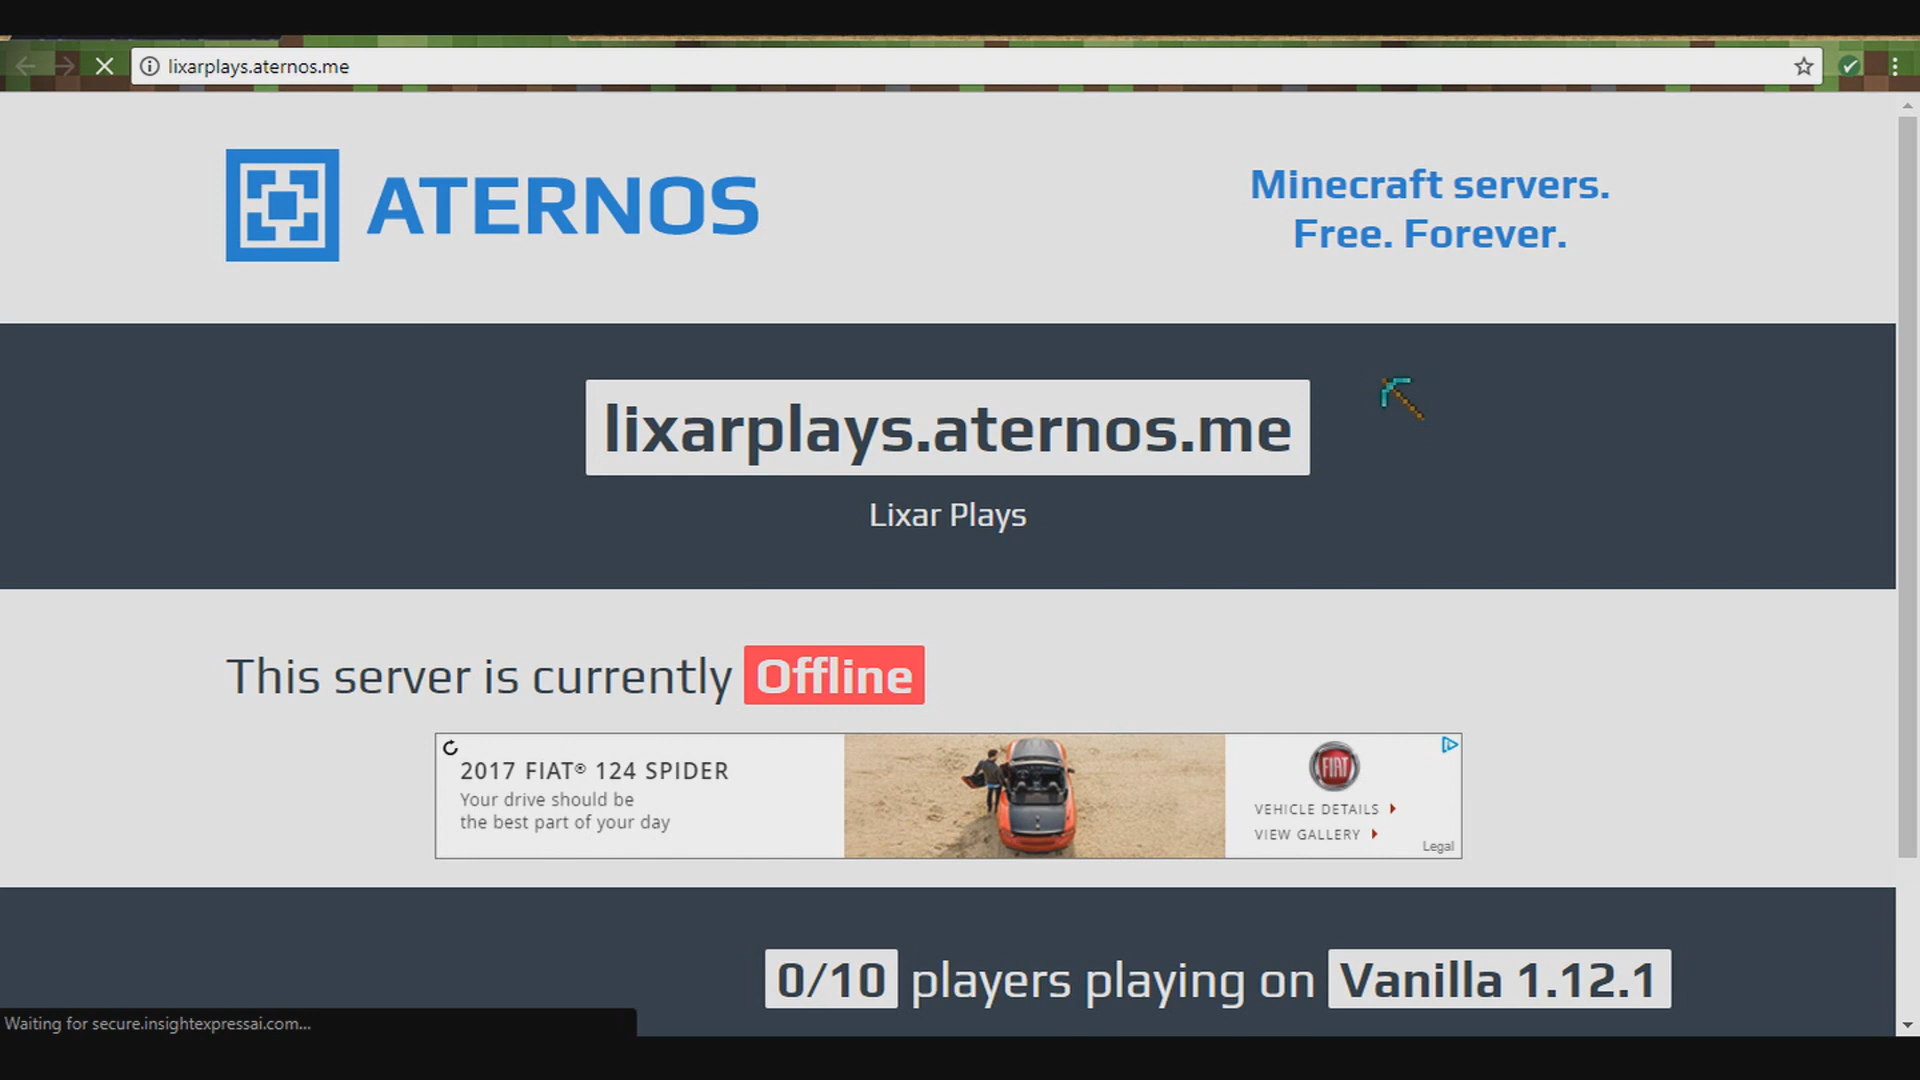 lixarplays.aternos.me
ATERNOS
Minecraft servers.
Free. Forever.
lixarplays.aternos.me
Lixar Plays
This server is currently Offline
2017 FIAT® 124 SPIDER
Your drive should be
the best part of your day
FIAT
VEHICLE DETAILS
VIEW GALLERY
Legal
0/10 players playing on Vanilla 1.12.1
Waiting for secure.insightexpressai.com...